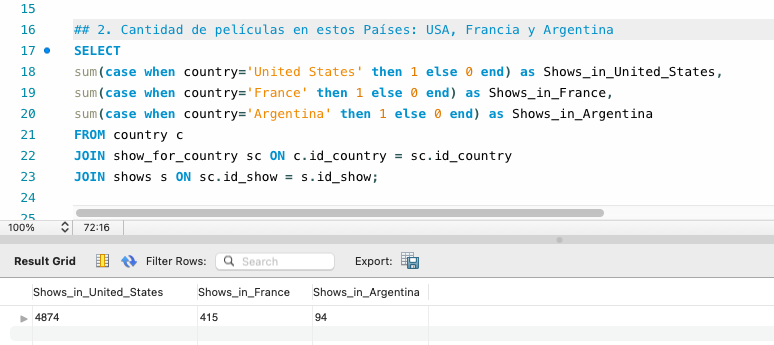 15
16 ## 2. Cantidad de películas en estos Países: USA, Francia y Argentina
17 SELECT
18 sum(case when country='United States' then 1 else 0 end) as Shows_in_United_States,
19 sum(case when country='France' then 1 else 0 end) as Shows_in_France,
20 sum(case when country='Argentina' then 1 else 0 end) as Shows_in_Argentina
21 FROM country c
22 JOIN show_for_country sc ON c.id_country = sc.id_country
23 JOIN shows s ON sc.id_show = s.id_show;
24
25
100% 72:16
Result Grid Filter Rows: Search Export:
Shows_in_United_States Shows_in_France Shows_in_Argentina
4874 415 94